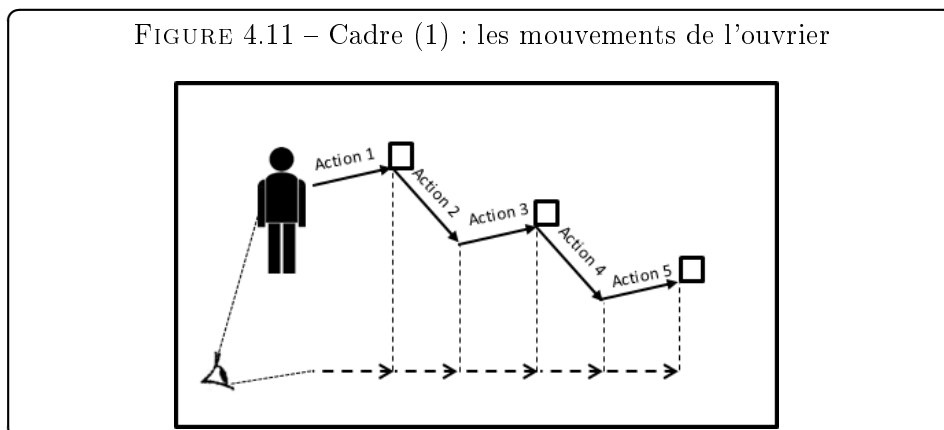 FIGURE 4.11 – Cadre (1) : les mouvements de l'ouvrier
Action 1
Action 2
Action 3
Action 4
Action 5